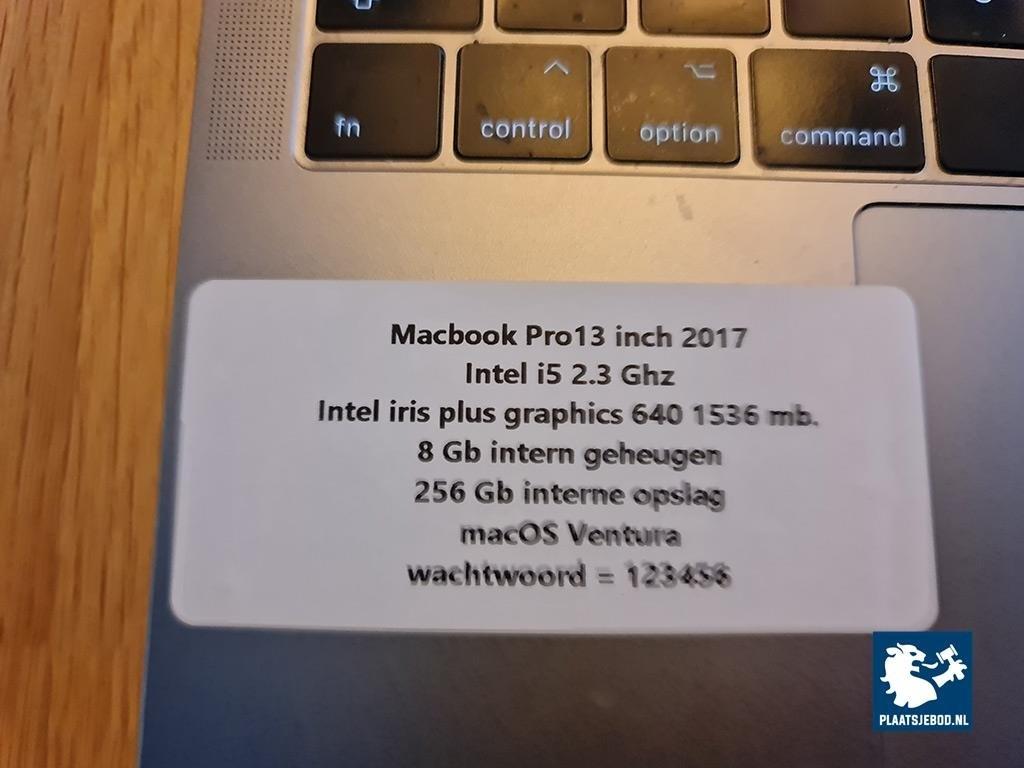 fn
control
option
command
Macbook Pro13 inch 2017
Intel i5 2.3 Ghz
Intel iris plus graphics 640 1536 mb.
8 Gb intern geheugen
256 Gb interne opslag
macOS Ventura
wachtwoord = 123456
PLAATSJEBOD.NL